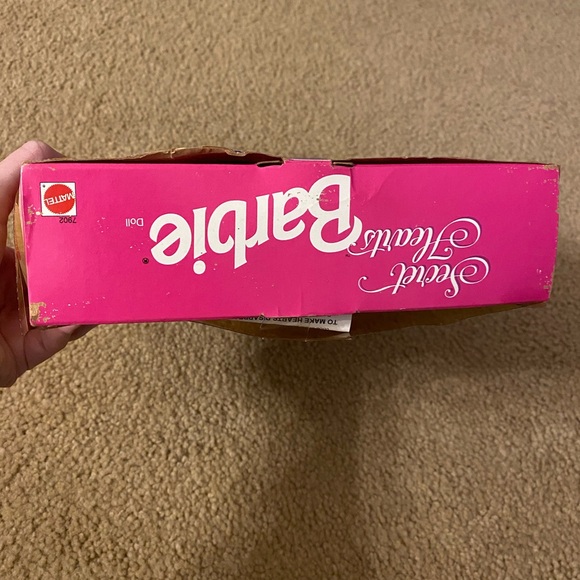 Secret
Hearts
Barbie®
Doll
7902
MATTEL
TO MAKE HEARTS